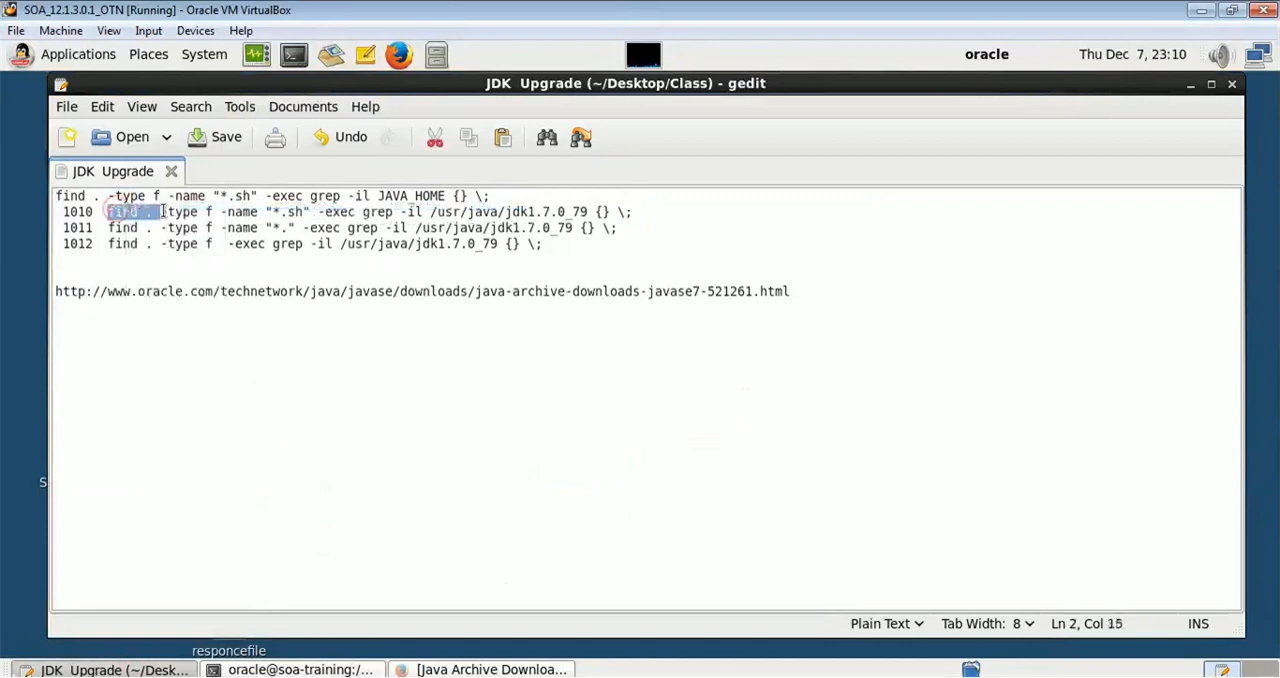 SOA_12.1.3.0.1_OTN [Running] - Oracle VM VirtualBox
File Machine View Input Devices Help
Applications Places System oracle Thu Dec 7, 23:10
JDK Upgrade (~/Desktop/Class) - gedit
File Edit View Search Tools Documents Help
Open Save Undo
JDK Upgrade
find . -type f -name "*.sh" -exec grep -il JAVA_HOME {} \;
1010 find . -type f -name "*.sh" -exec grep -il /usr/java/jdk1.7.0_79 {} \;
1011 find . -type f -name "*." -exec grep -il /usr/java/jdk1.7.0_79 {} \;
1012 find . -type f -exec grep -il /usr/java/jdk1.7.0_79 {} \;
http://www.oracle.com/technetwork/java/javase/downloads/java-archive-downloads-javase7-521261.html
S
Plain Text Tab Width: 8 Ln 2, Col 15 INS
responcefile
JDK Upgrade (~/Desk... oracle@soa-training:/... [Java Archive Downloa...